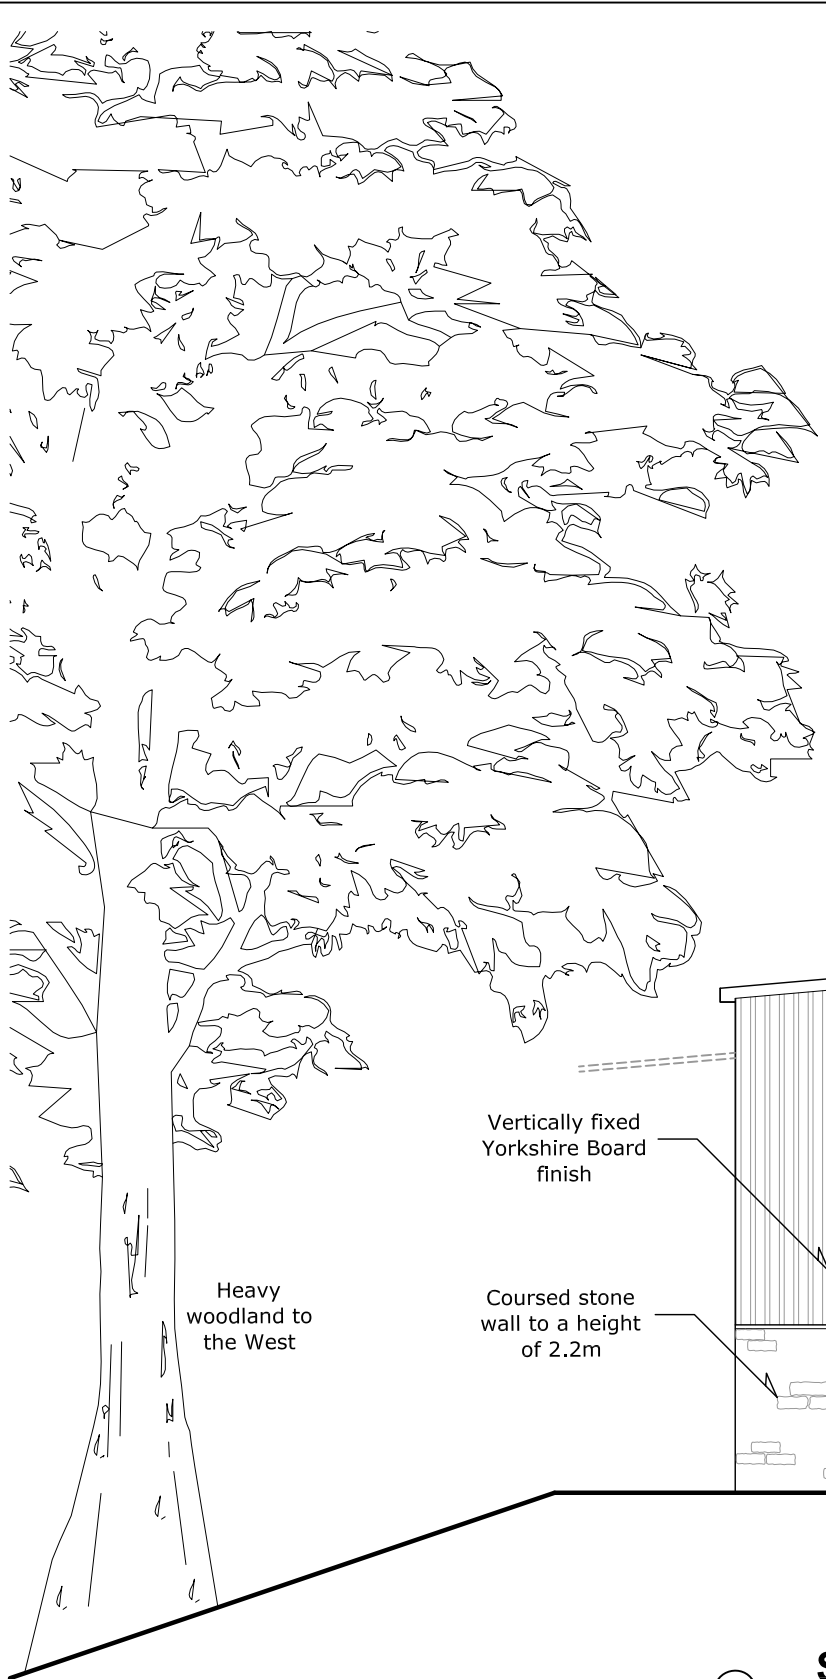 Vertically fixed
Yorkshire Board
finish
Heavy
woodland to
the West
Coursed stone
wall to a height
of 2.2m